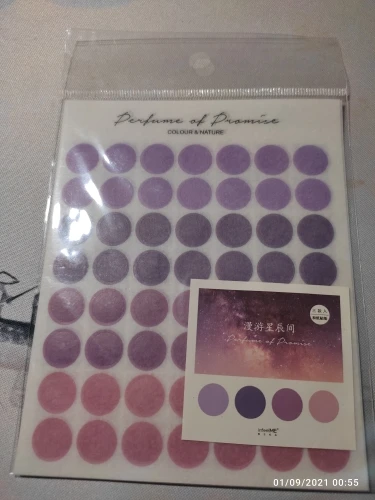 Perfume of Promise
COLOUR & NATURE
漫游星辰间
Perfume of Promise
01/09/2021 00:55